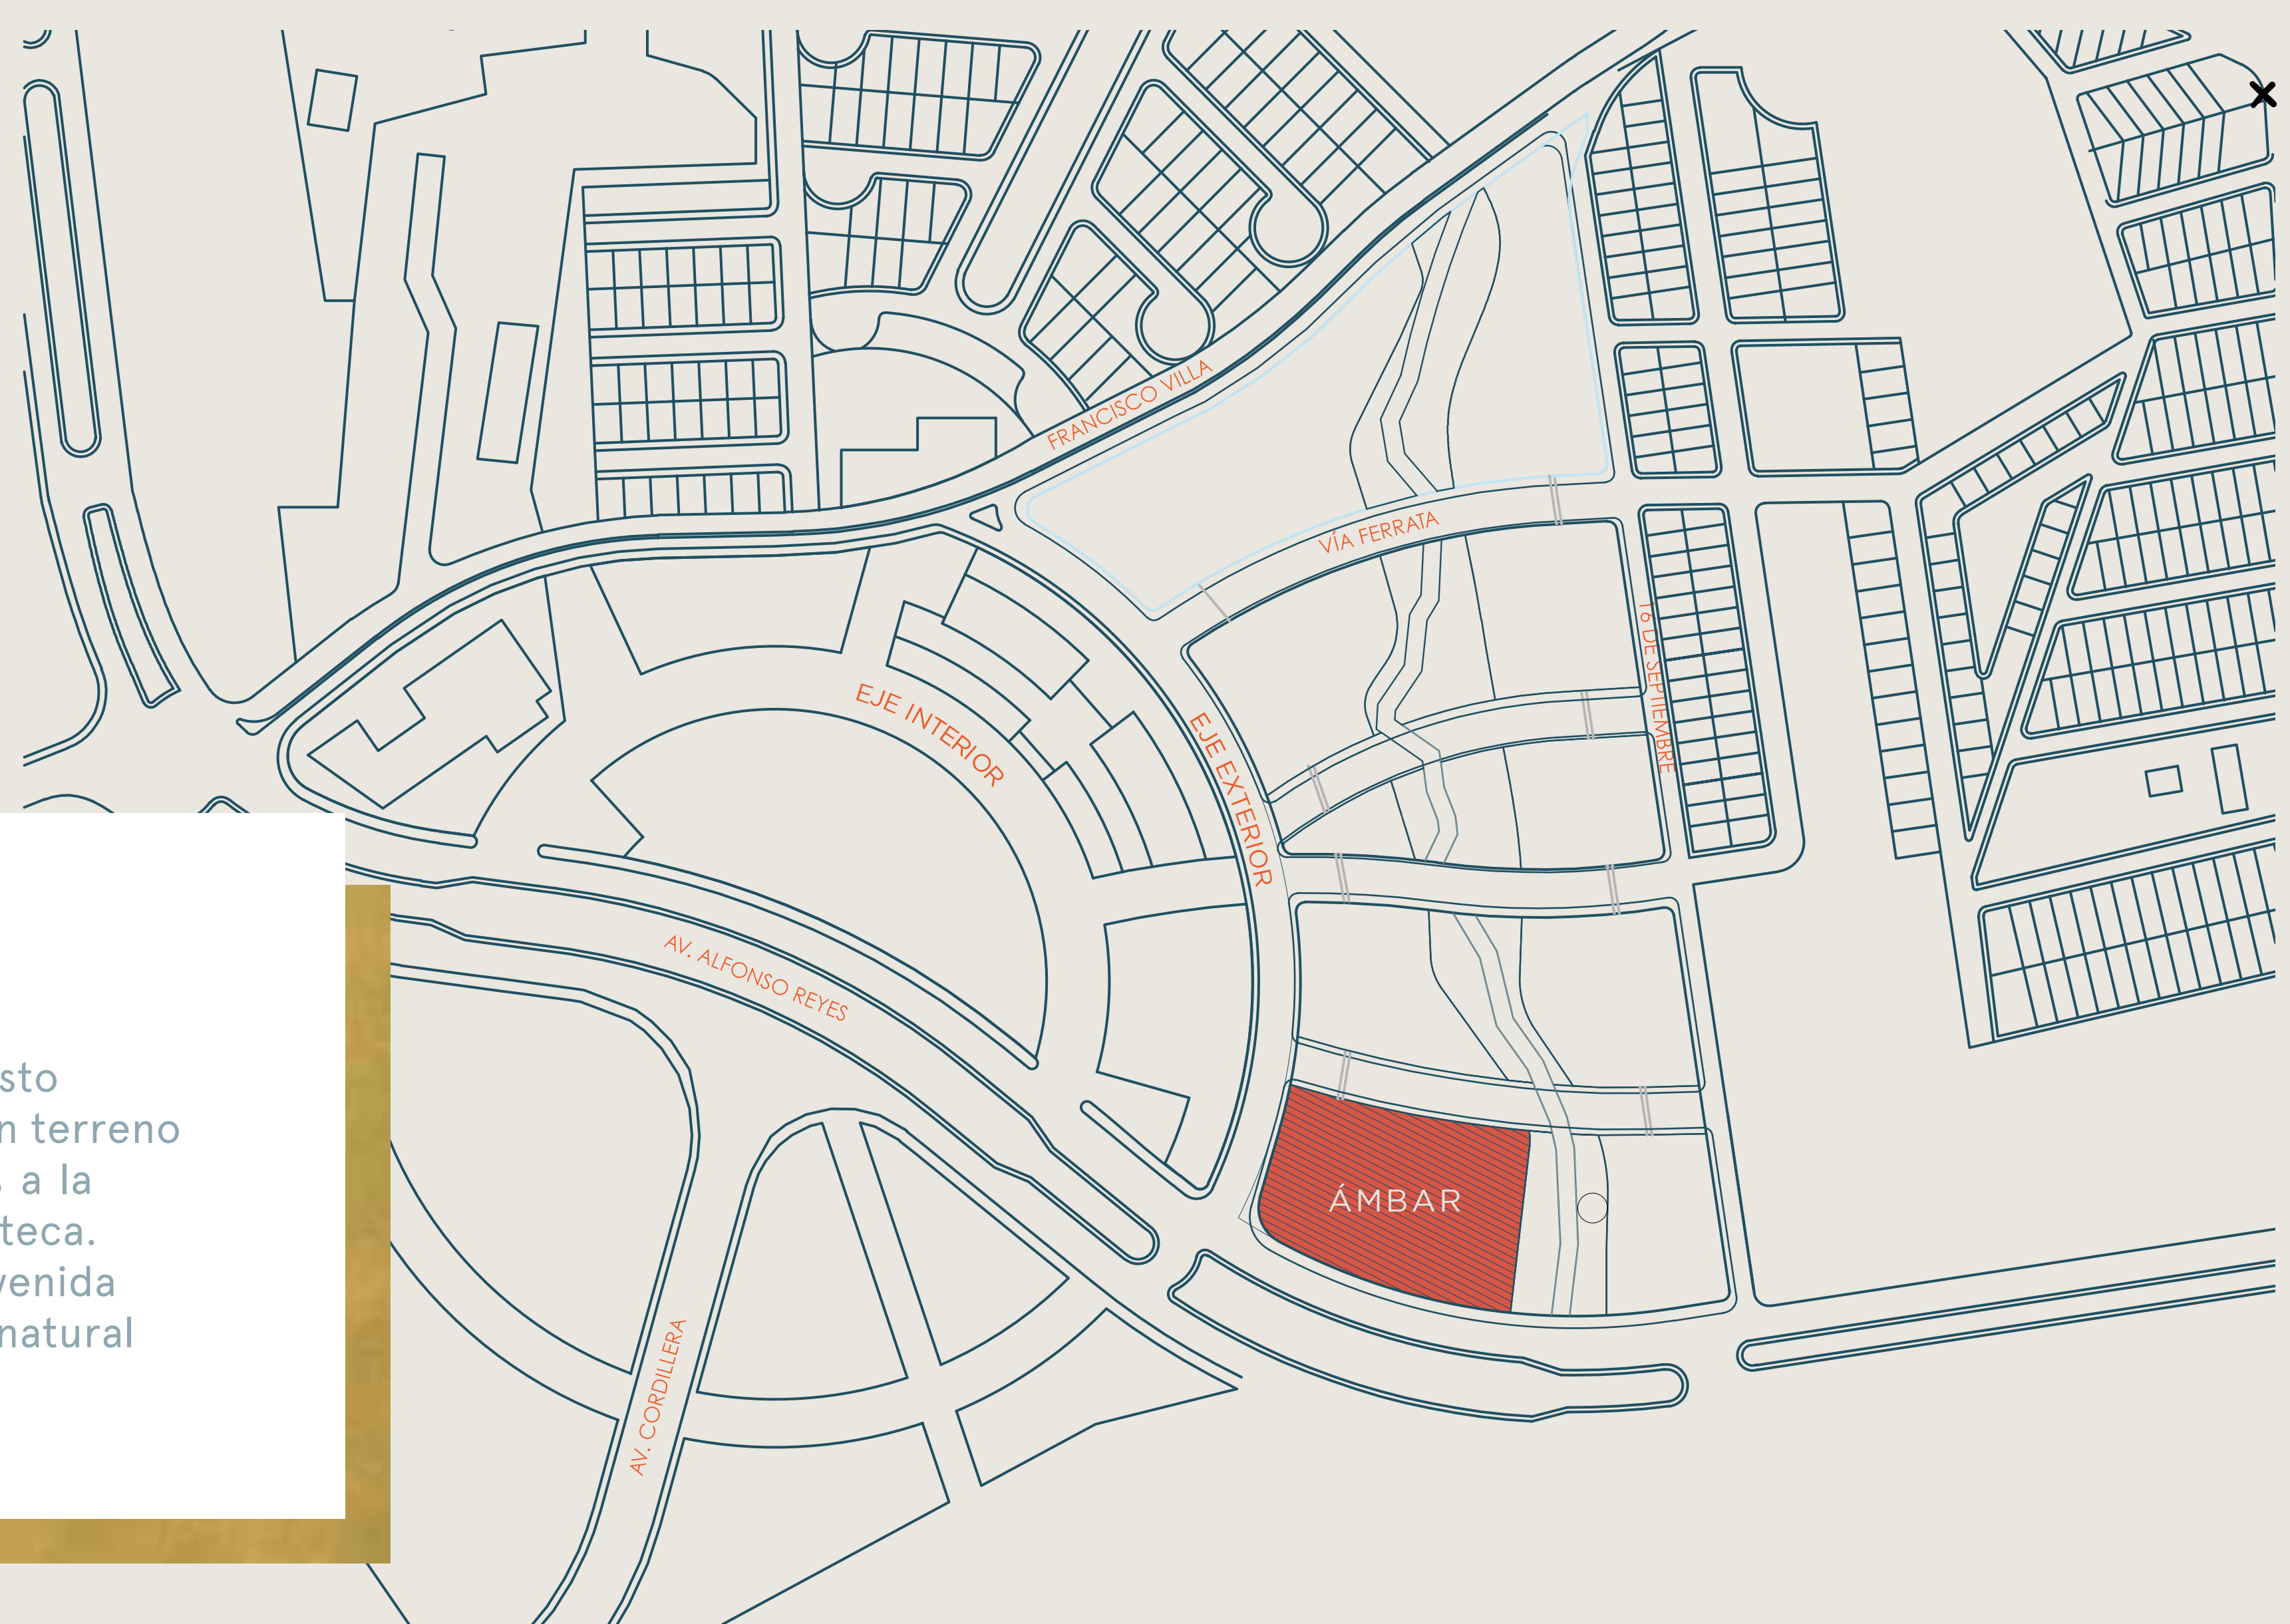 FRANCISCO VILLA
VÍA FERRATA
16 DE SEPTIEMBRE
EJE INTERIOR
EJE EXTERIOR
AV. ALFONSO REYES
ÁMBAR
AV. CORDILLERA
sto
n terreno
a la
teca.
venida
natural